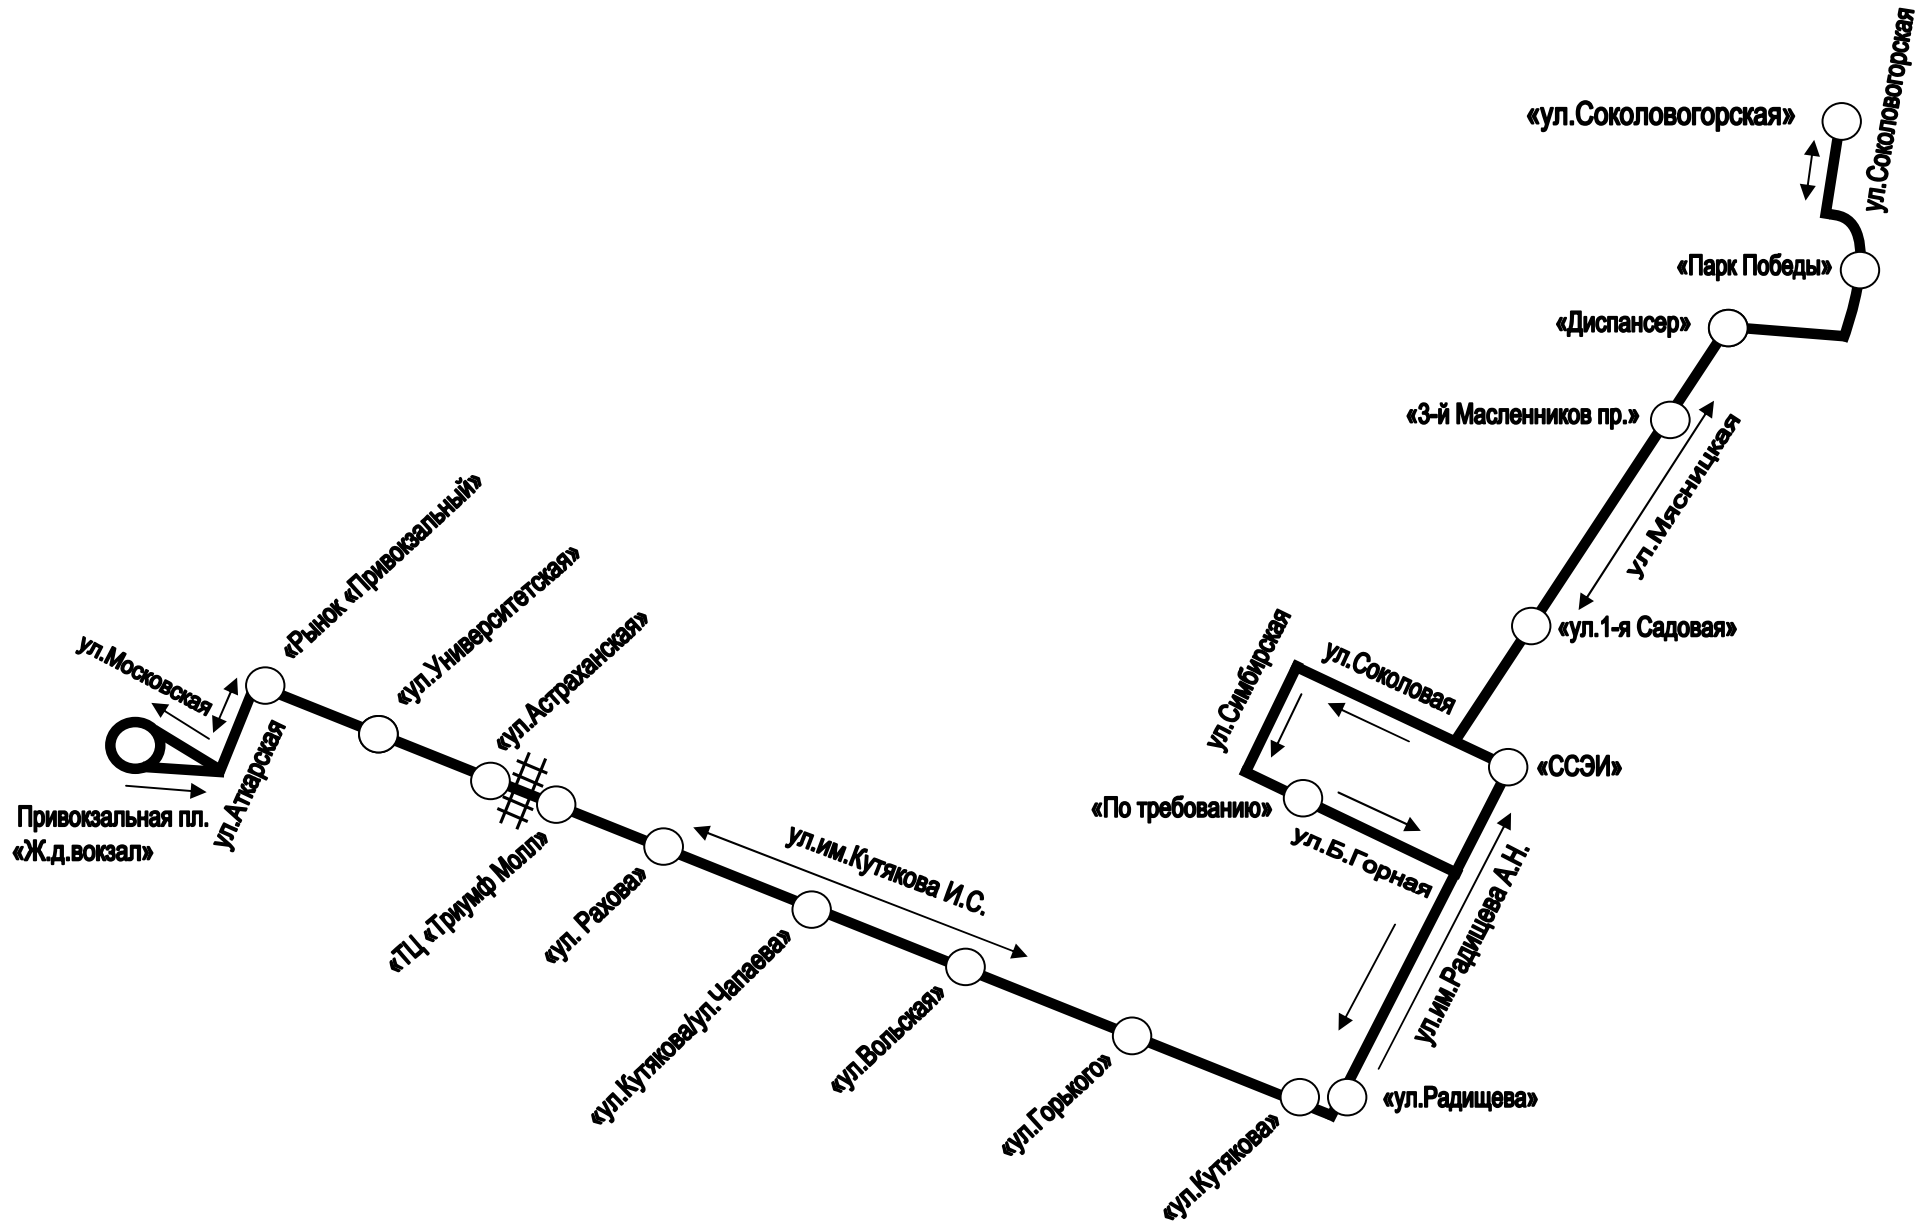 ул.Соколовогорская
«ул.Соколовогорская»
«Парк Победы»
«Диспансер»
«3-й Масленников пр.»
ул.Мясницкая
«ул.1-я Садовая»
ул.Соколовая
ул.Симбирская
«ССЭИ»
«По требованию»
ул.Б.Горная
ул.им.Радищева А.Н.
«ул.Радищева»
«Рынок «Привокзальный»
«ул.Университетская»
«ул.Астраханская»
ул.Московская
ул.Аткарская
Привокзальная пл.
«Ж.д.вокзал»
«ТЦ «Триумф Молл»
«ул. Рахова»
ул.им.Кутякова И.С.
«ул.Кутякова/ул.Чапаева»
«ул.Вольская»
«ул.Горького»
«ул.Кутякова»